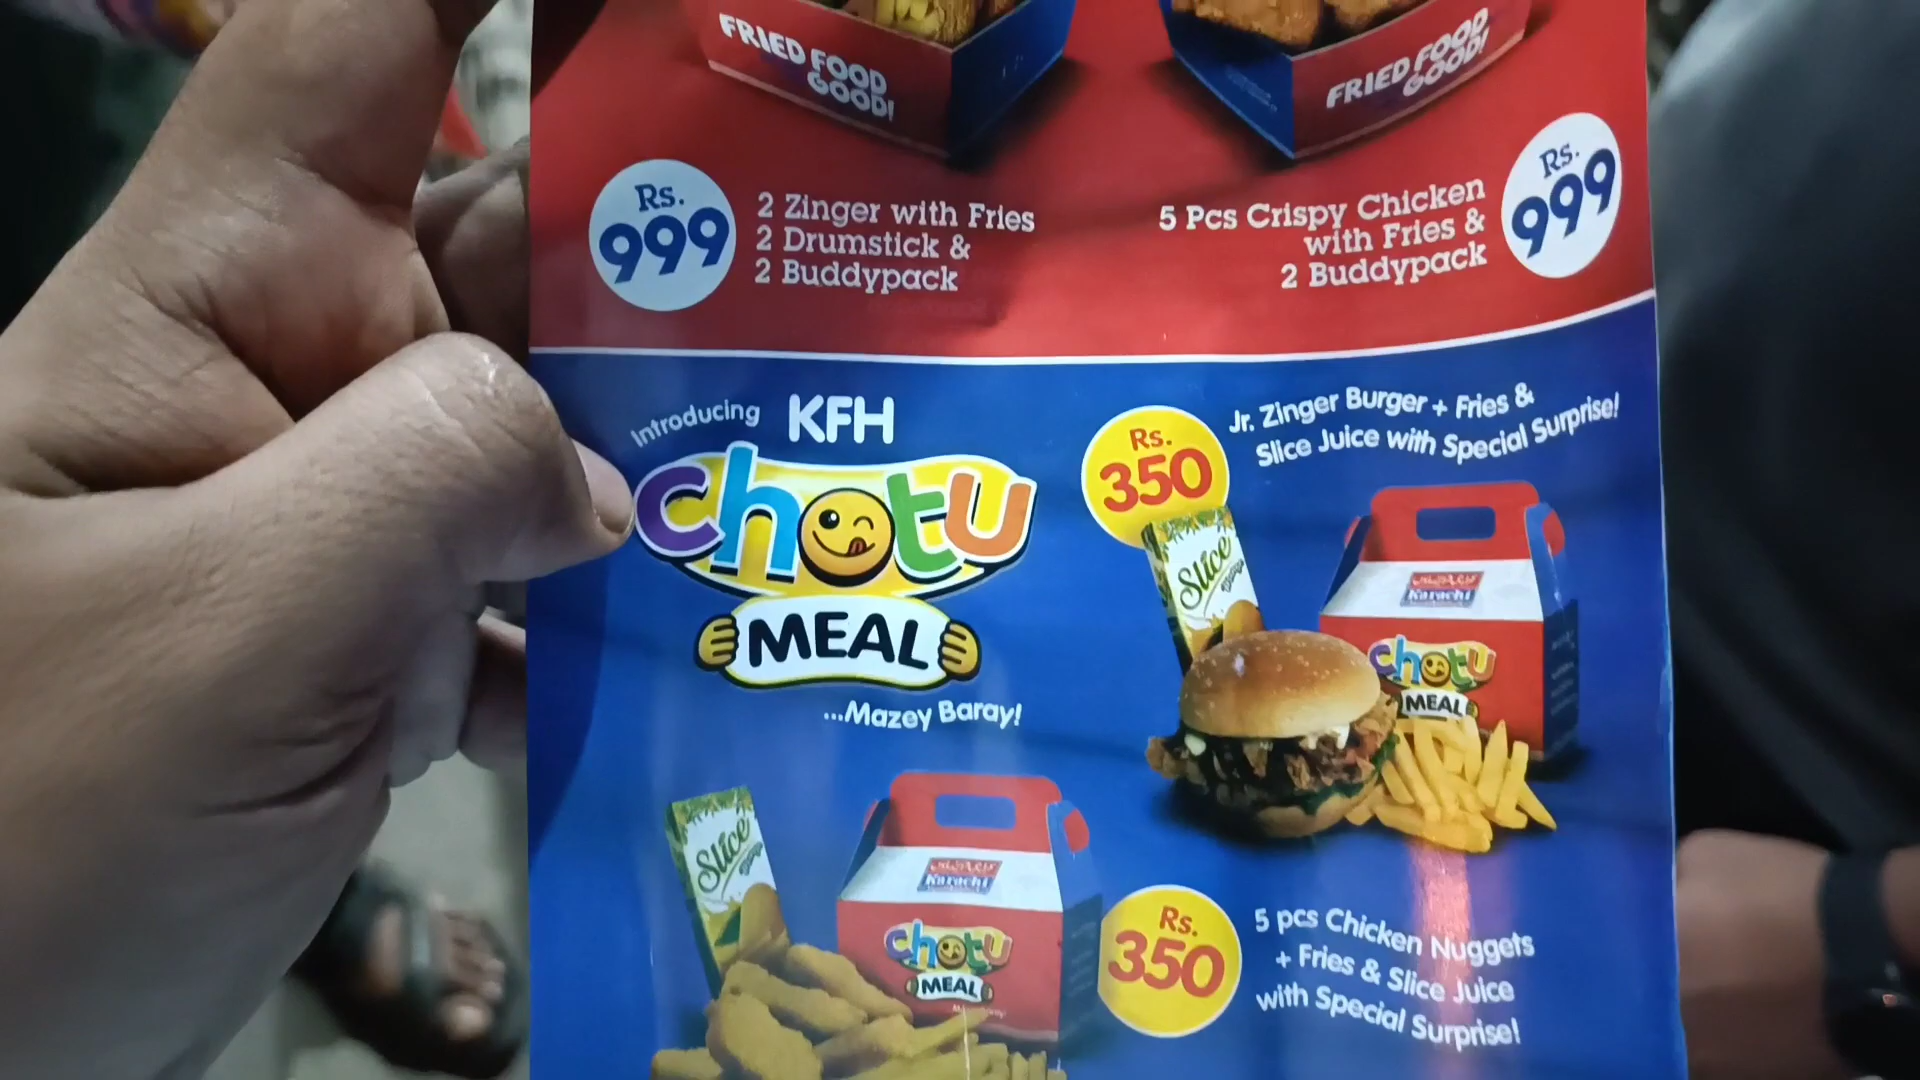 FRIED FOOD
GOOD!
FRIED FOOD
GOOD!
Rs.
999
2 Zinger with Fries
2 Drumstick &
2 Buddypack
5 Pcs Crispy Chicken
with Fries &
2 Buddypack
Rs.
999
Introducing KFH
chotu
MEAL
...Mazey Baray!
Rs.
350
Jr. Zinger Burger + Fries &
Slice Juice with Special Surprise!
Slice
Karachi
chotu
MEAL
Slice
Karachi
chotu
MEAL
Rs.
350
5 pcs Chicken Nuggets
+ Fries & Slice Juice
with Special Surprise!